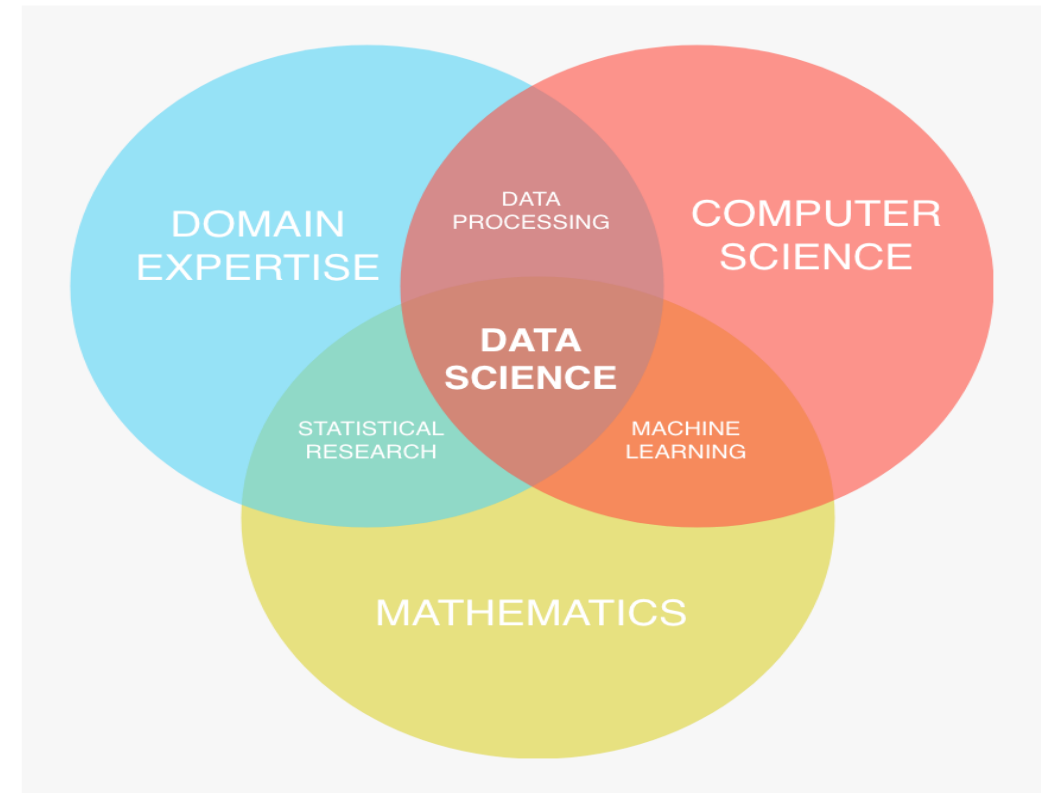 DOMAIN
EXPERTISE
DATA
PROCESSING
COMPUTER
SCIENCE
DATA
SCIENCE
STATISTICAL
RESEARCH
MACHINE
LEARNING
MATHEMATICS